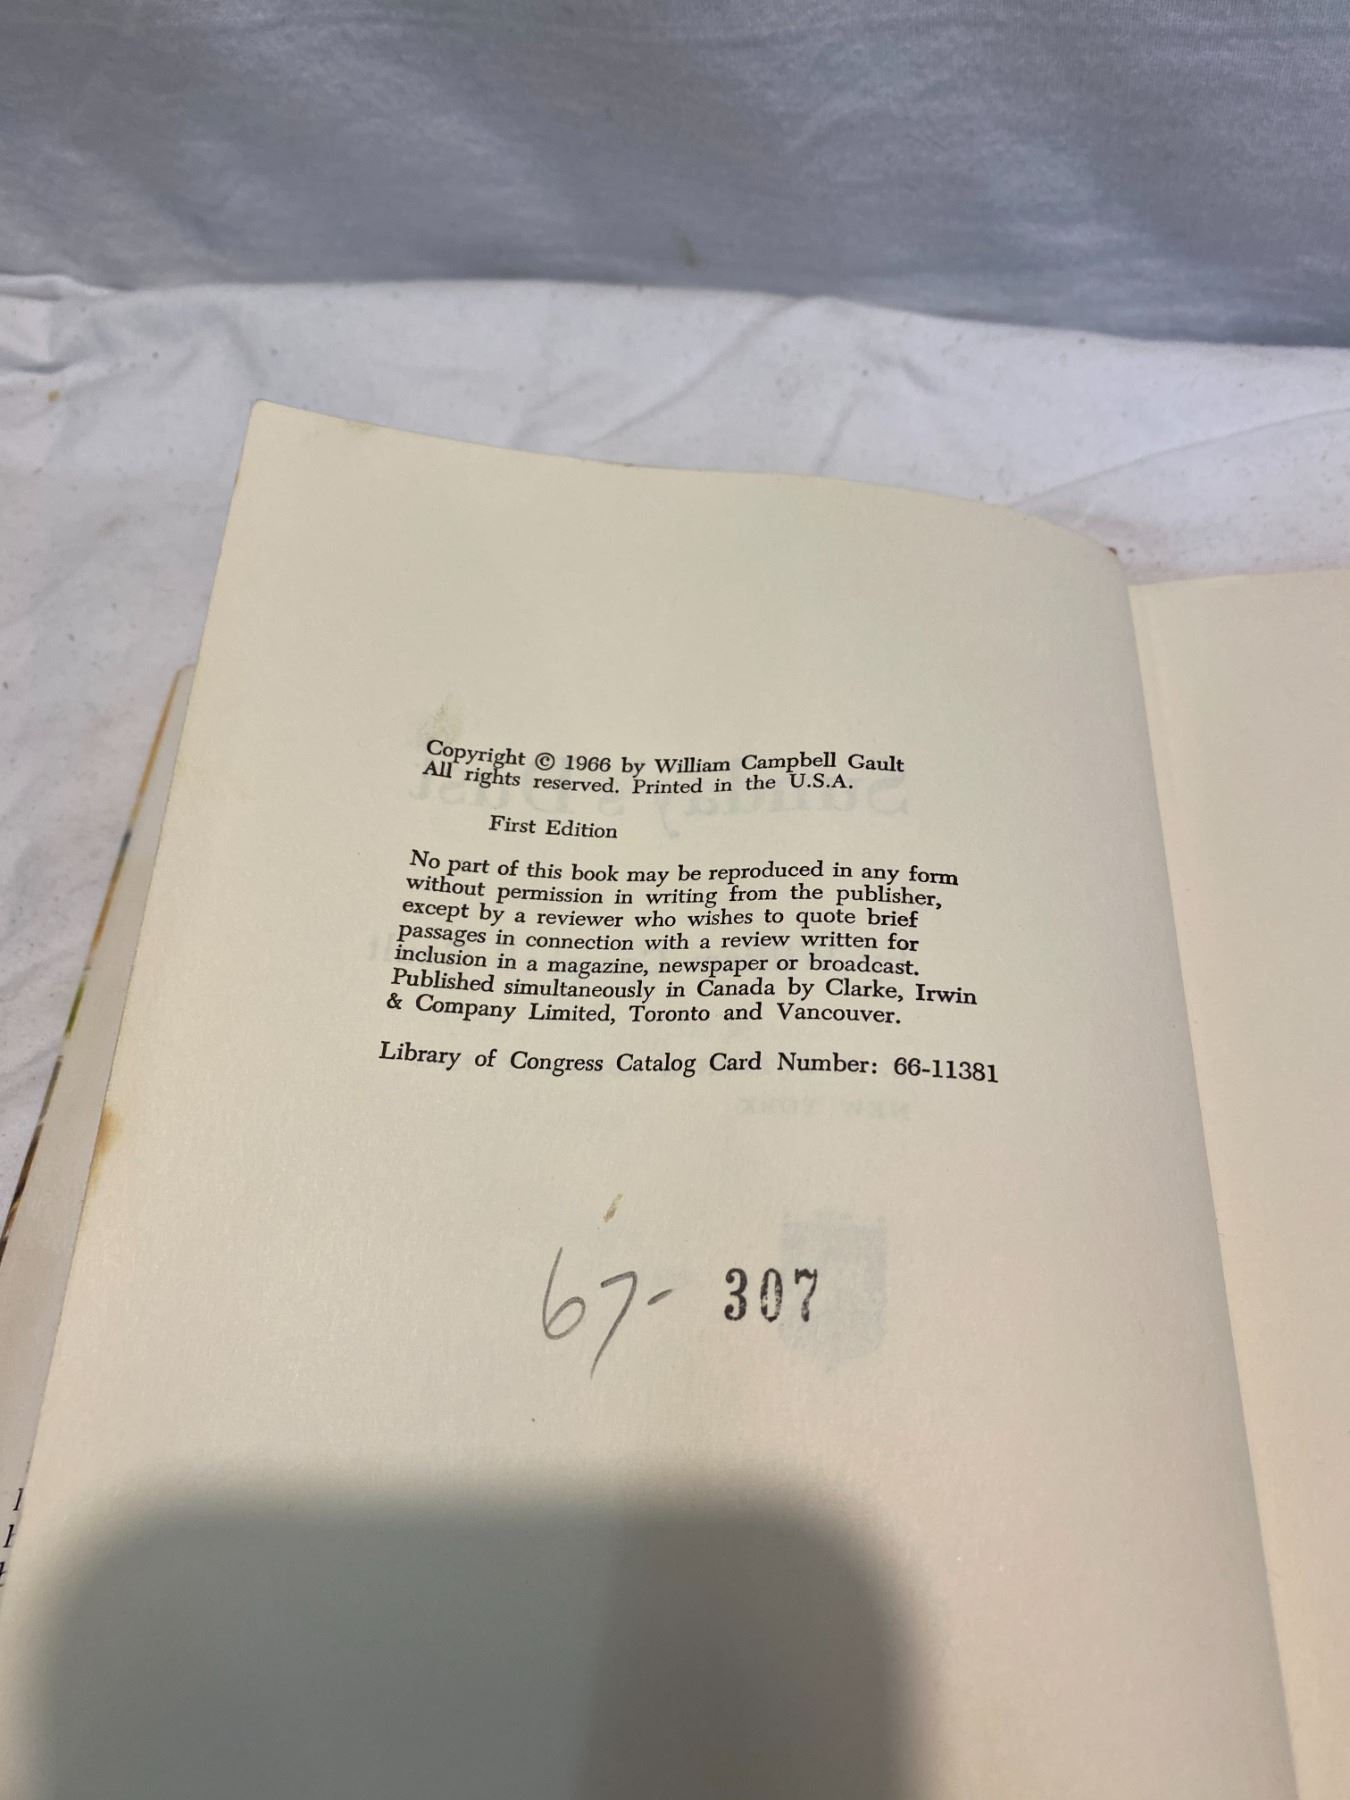 Copyright © 1966 by William Campbell Gault
All rights reserved. Printed in the U.S.A.
First Edition
No part of this book may be reproduced in any form
without permission in writing from the publisher,
except by a reviewer who wishes to quote brief
passages in connection with a review written for
inclusion in a magazine, newspaper or broadcast.
Published simultaneously in Canada by Clarke, Irwin
& Company Limited, Toronto and Vancouver.
Library of Congress Catalog Card Number: 66-11381
67- 307